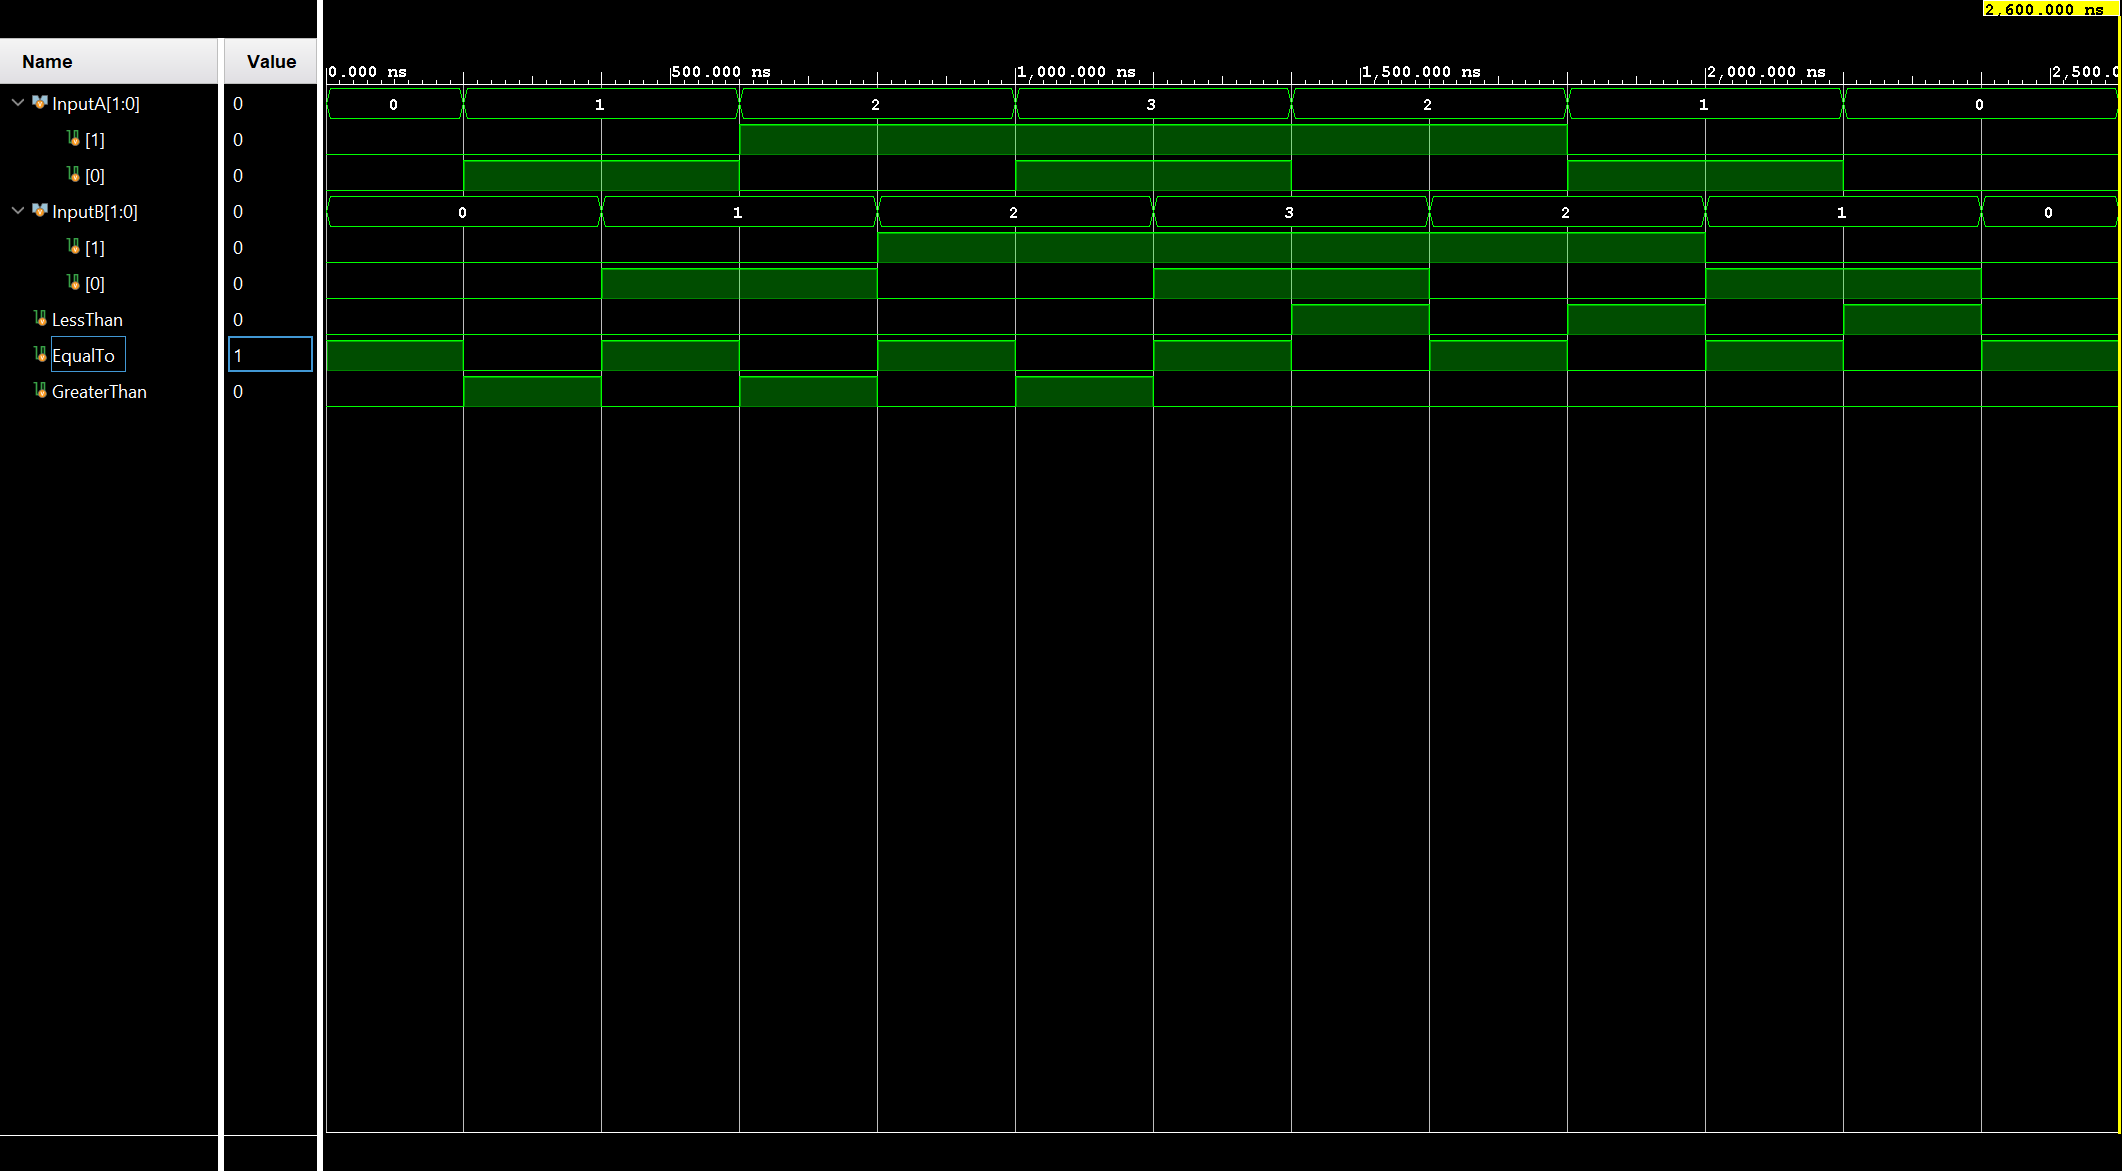 2,600.000 ns
Name Value
0.000 ns 500.000 ns 1,000.000 ns 1,500.000 ns 2,000.000 ns 2,500.0
InputA[1:0] 0 0 1 2 3 2 1 0
[1] 0
[0] 0
InputB[1:0] 0 0 1 2 3 2 1 0
[1] 0
[0] 0
LessThan 0
EqualTo 1
GreaterThan 0